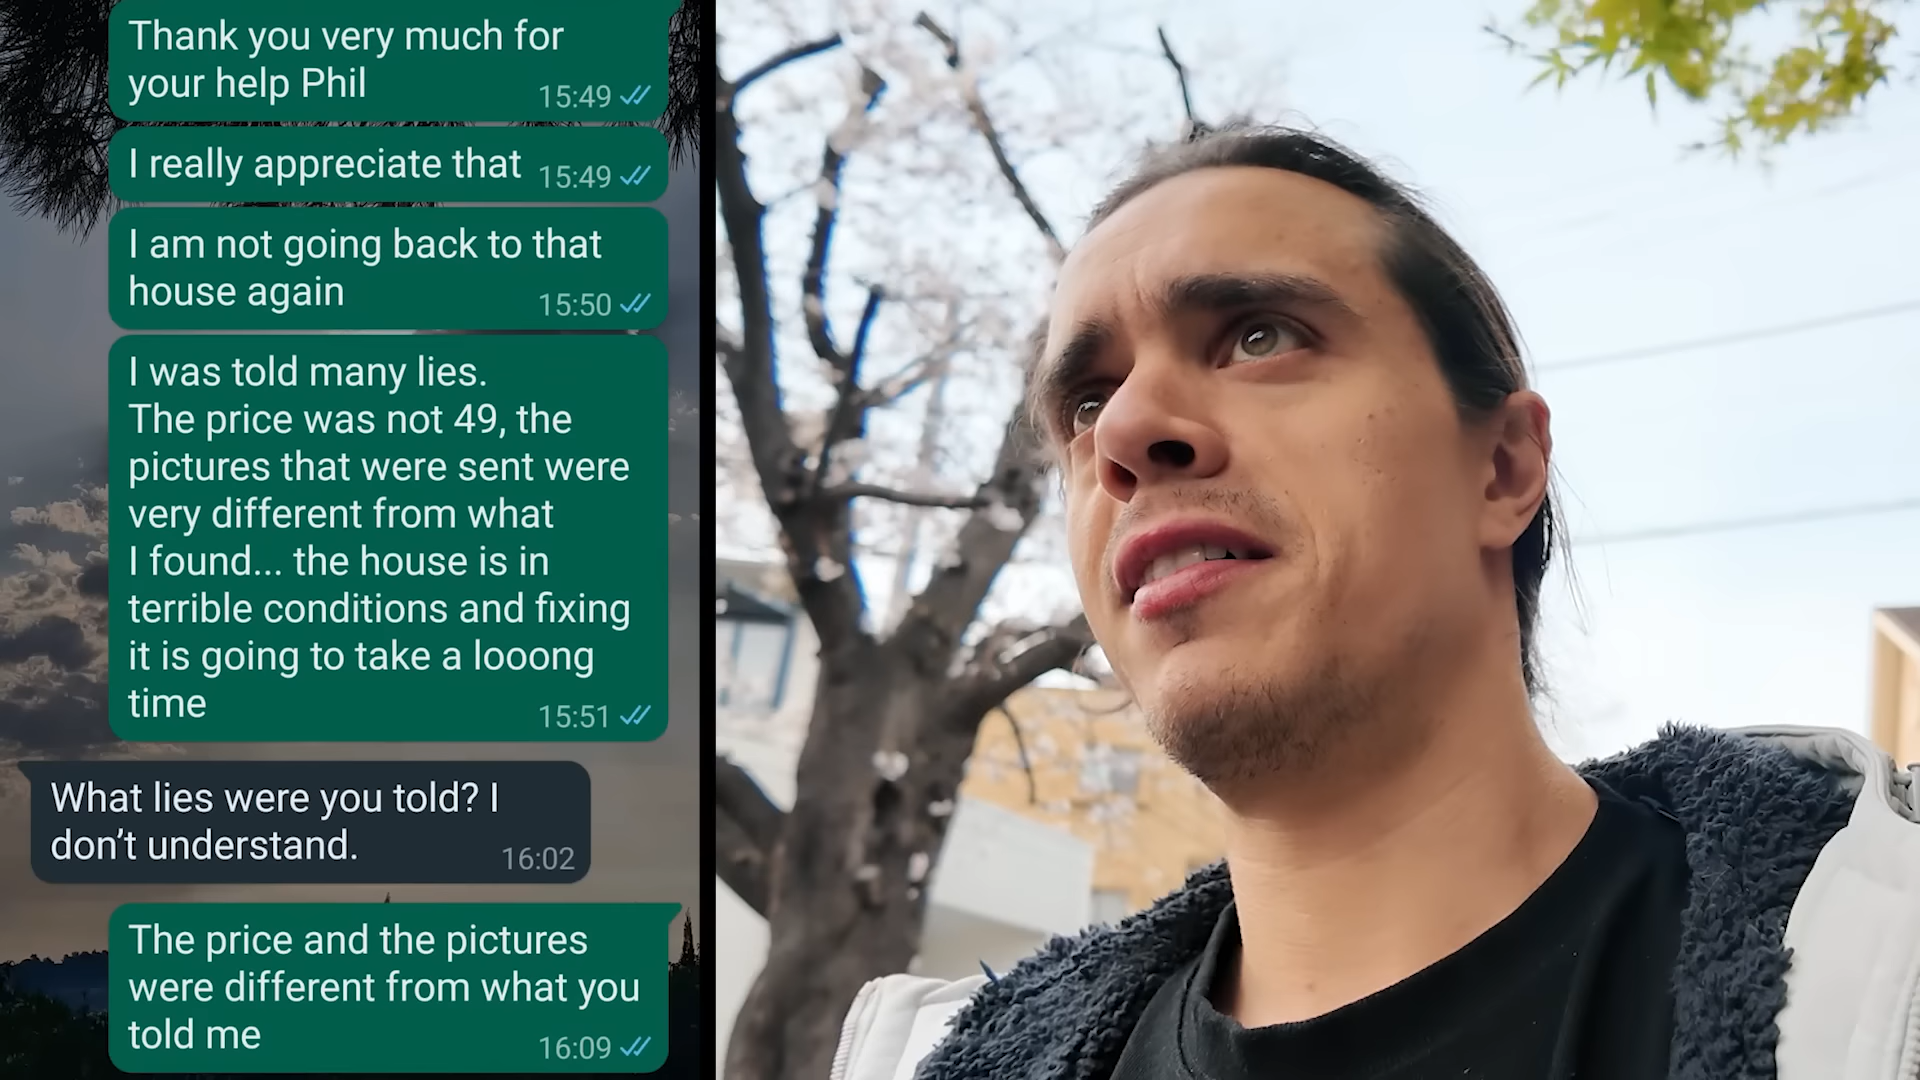 Thank you very much for
your help Phil
15:49
I really appreciate that 15:49
I am not going back to that
house again
15:50
I was told many lies.
The price was not 49, the
pictures that were sent were
very different from what
I found... the house is in
terrible conditions and fixing
it is going to take a looong
time
15:51
What lies were you told? I
don’t understand.
16:02
The price and the pictures
were different from what you
told me
16:09